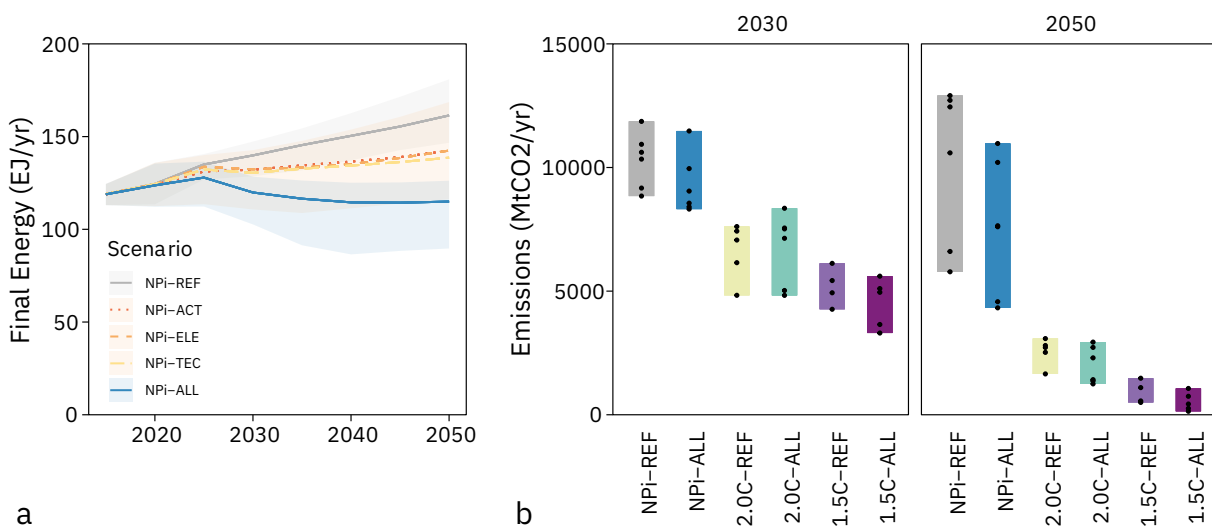 2030
2050
Final Energy (EJ/yr)
200
150
100
50
0
Scenario
NPi−REF
NPi−ACT
NPi−ELE
NPi−TEC
NPi−ALL
2020
2030
2040
2050
a
Emissions (MtCO2/yr)
15000
10000
5000
0
NPi−REF
NPi−ALL
2.0C−REF
2.0C−ALL
1.5C−REF
1.5C−ALL
NPi−REF
NPi−ALL
2.0C−REF
2.0C−ALL
1.5C−REF
1.5C−ALL
b